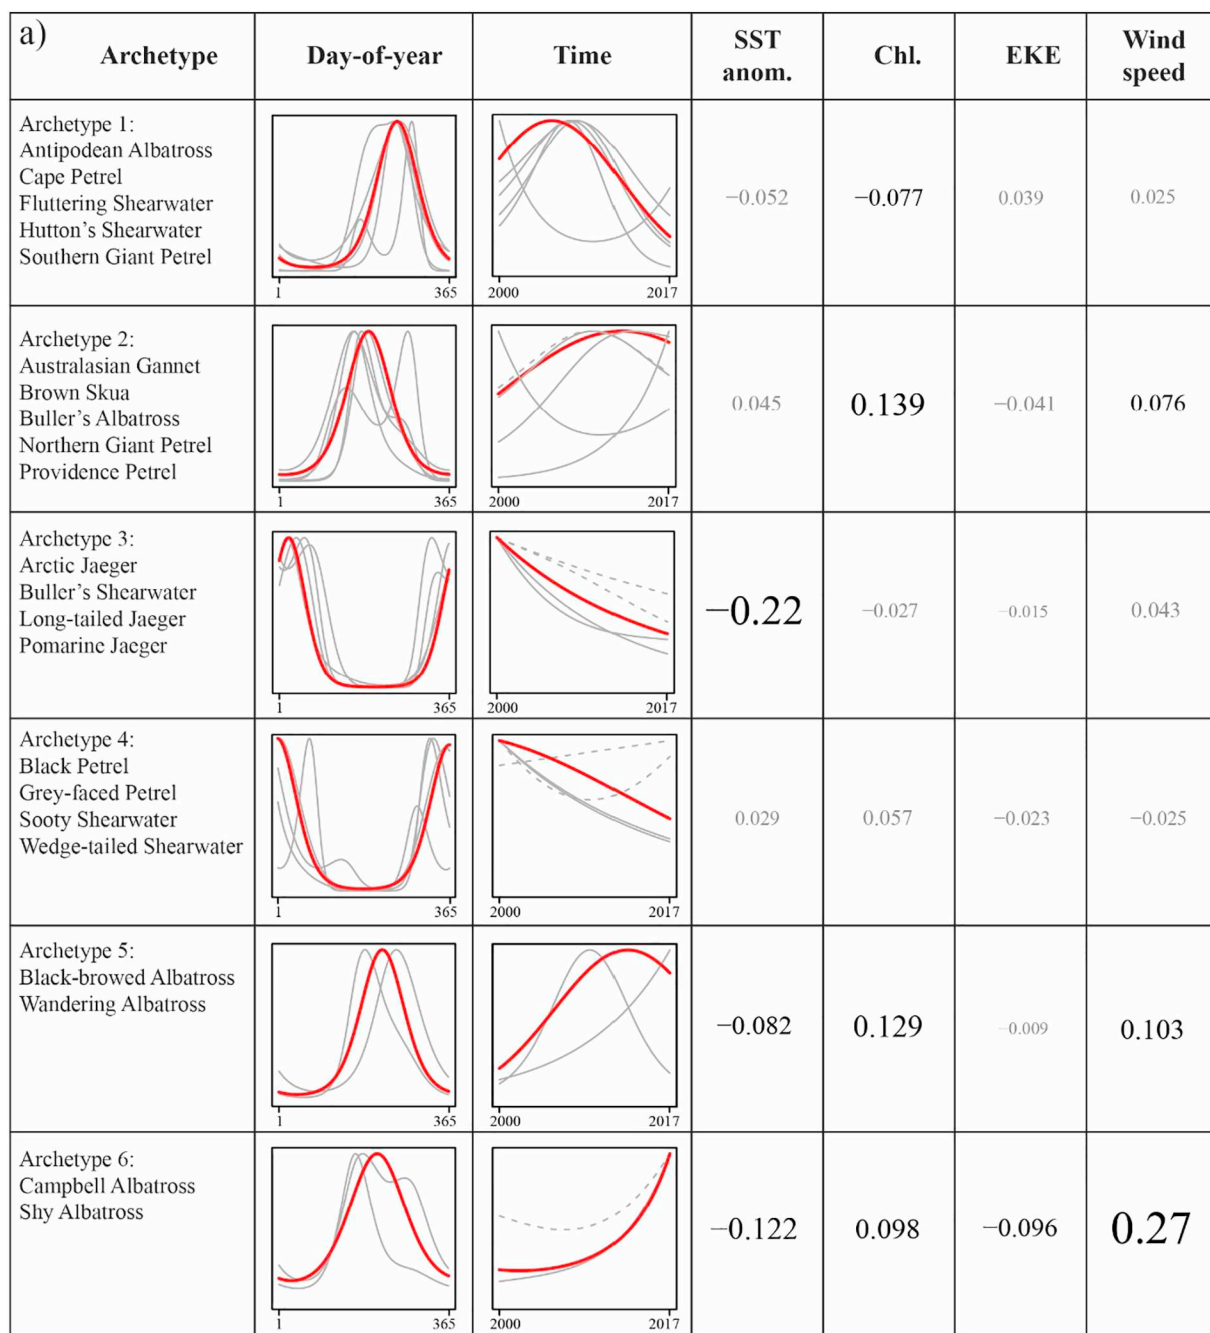 a)
Archetype Day-of-year Time SST anom. Chl. EKE Wind speed
Archetype 1:
Antipodean Albatross
Cape Petrel
Fluttering Shearwater
Hutton's Shearwater
Southern Giant Petrel
1 365 2000 2017
−0.052 −0.077 0.039 0.025
Archetype 2:
Australasian Gannet
Brown Skua
Buller's Albatross
Northern Giant Petrel
Providence Petrel
1 365 2000 2017
0.045 0.139 −0.041 0.076
Archetype 3:
Arctic Jaeger
Buller's Shearwater
Long-tailed Jaeger
Pomarine Jaeger
1 365 2000 2017
−0.22 −0.027 −0.015 0.043
Archetype 4:
Black Petrel
Grey-faced Petrel
Sooty Shearwater
Wedge-tailed Shearwater
1 365 2000 2017
0.029 0.057 −0.023 −0.025
Archetype 5:
Black-browed Albatross
Wandering Albatross
1 365 2000 2017
−0.082 0.129 −0.009 0.103
Archetype 6:
Campbell Albatross
Shy Albatross
1 365 2000 2017
−0.122 0.098 −0.096 0.27